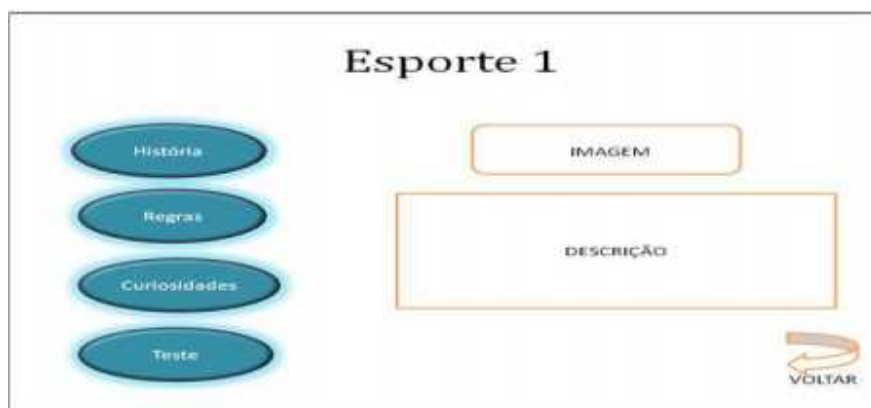 Esporte 1
História
Regras
Curiosidades
Teste
IMAGEM
DESCRIÇÃO
VOLTAR